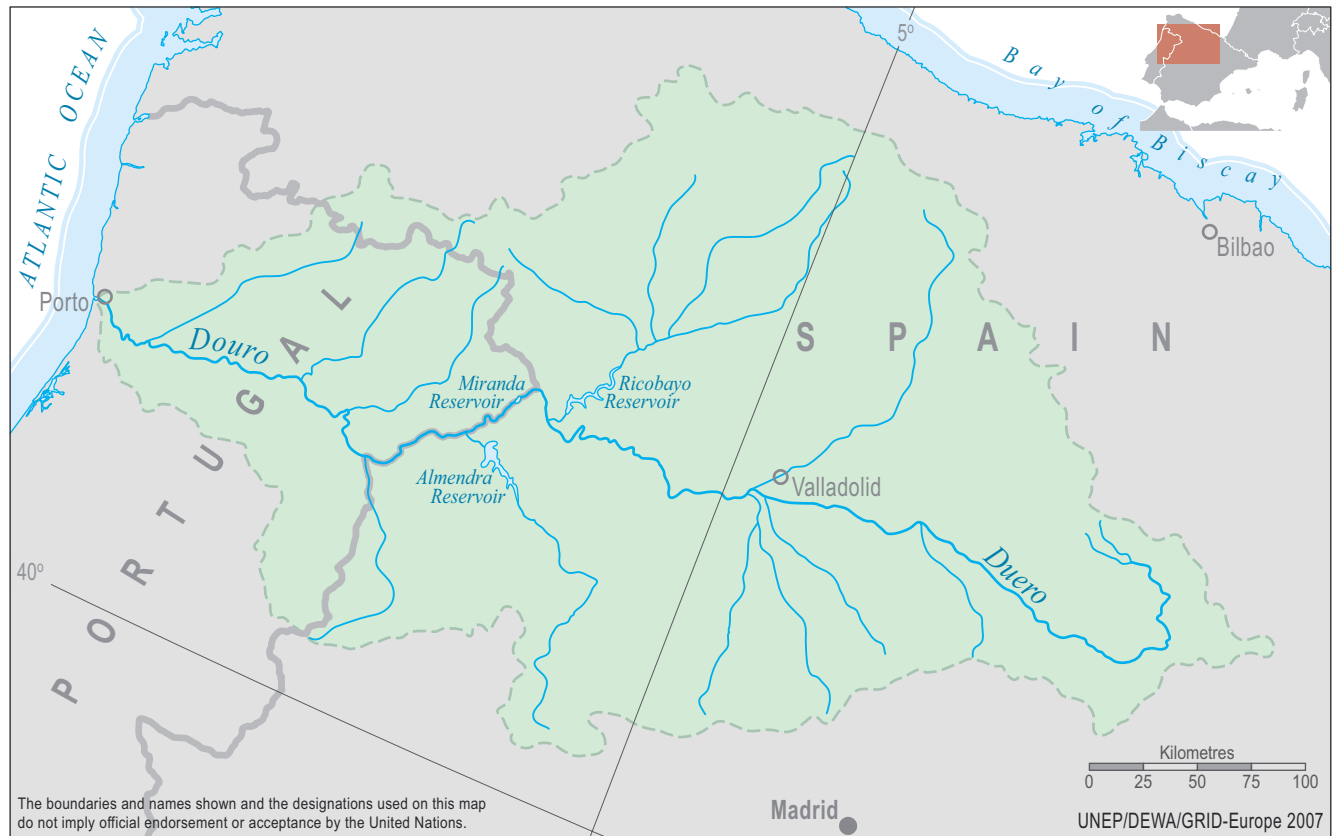 ATLANTIC OCEAN
5º
Bay of Biscay
Bilbao
Porto
Douro
PORTUGAL
SPAIN
Miranda
Reservoir
Ricobayo
Reservoir
Almendra
Reservoir
Valladolid
Duero
40º
Madrid
Kilometres
0 25 50 75 100
The boundaries and names shown and the designations used on this map
do not imply official endorsement or acceptance by the United Nations.
UNEP/DEWA/GRID-Europe 2007